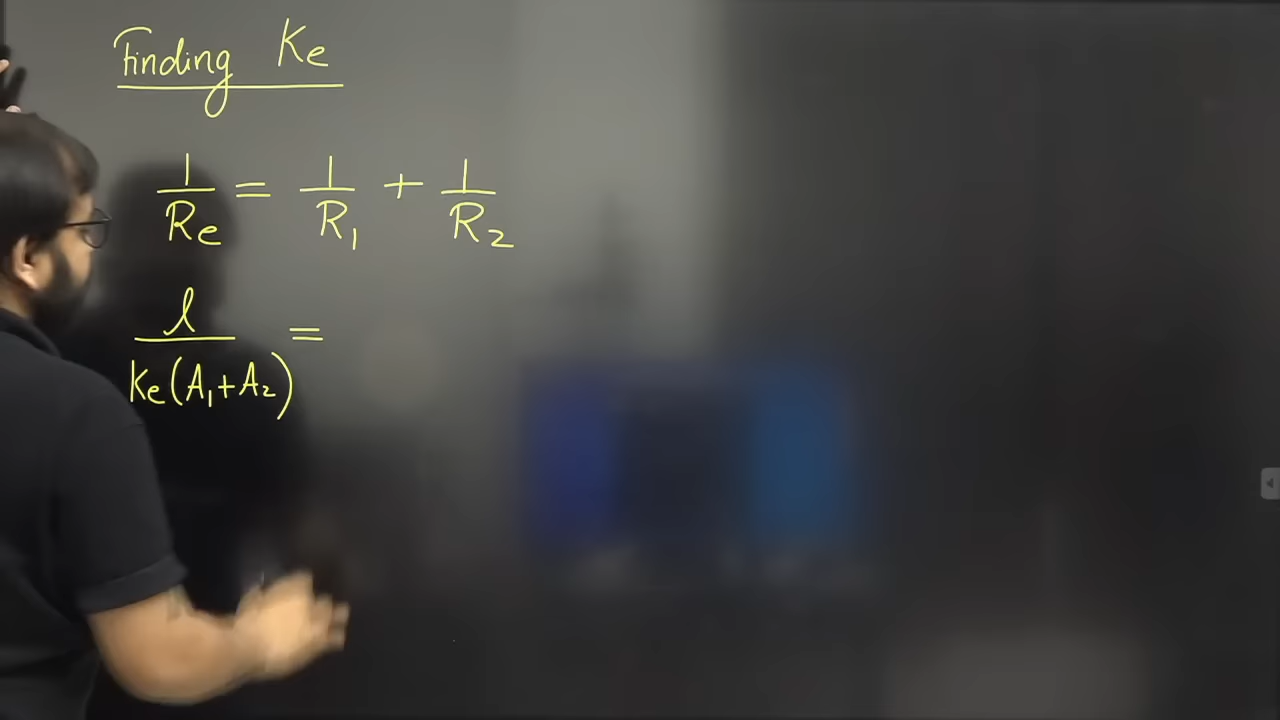 Finding Ke
1/Re = 1/R1 + 1/R2
l/Ke(A1+A2) =